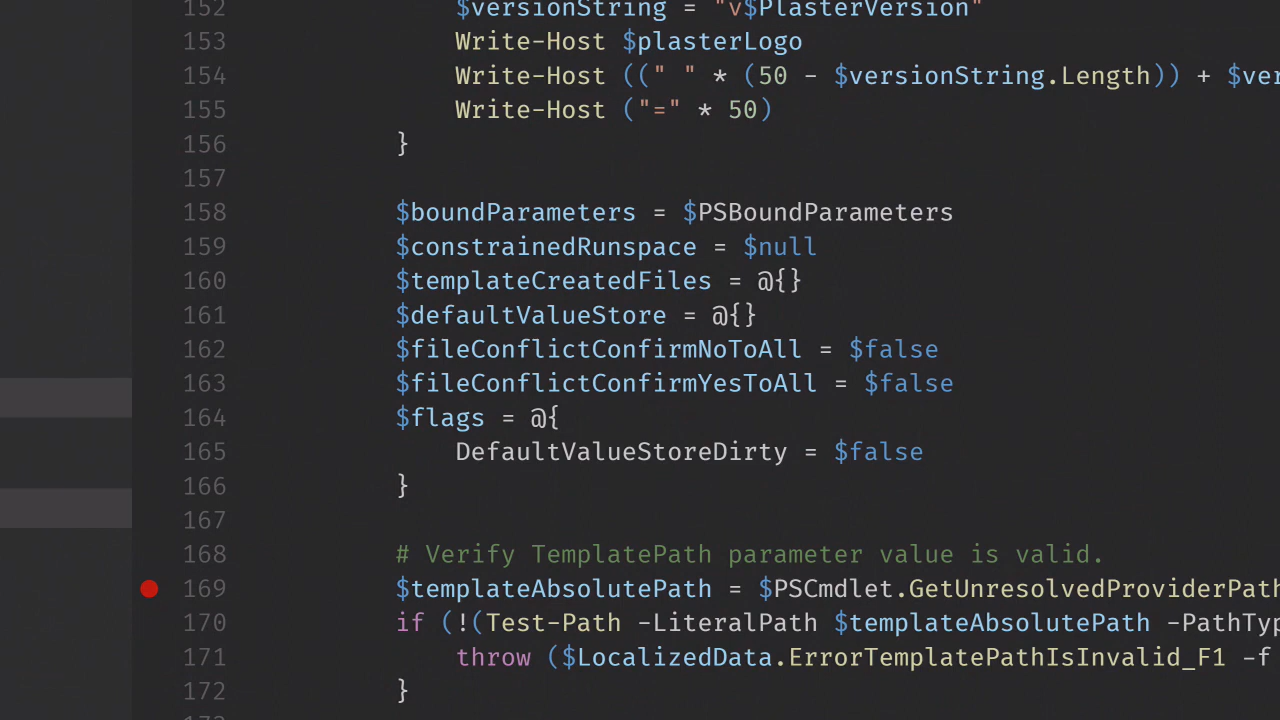 152 $versionString = "v$PlasterVersion"
153 Write-Host $plasterLogo
154 Write-Host ((" " * (50 - $versionString.Length)) + $ver
155 Write-Host ("=" * 50)
156 }
157
158 $boundParameters = $PSBoundParameters
159 $constrainedRunspace = $null
160 $templateCreatedFiles = @{}
161 $defaultValueStore = @{}
162 $fileConflictConfirmNoToAll = $false
163 $fileConflictConfirmYesToAll = $false
164 $flags = @{
165 DefaultValueStoreDirty = $false
166 }
167
168 # Verify TemplatePath parameter value is valid.
169 $templateAbsolutePath = $PSCmdlet.GetUnresolvedProviderPath
170 if (!(Test-Path -LiteralPath $templateAbsolutePath -PathTyp
171 throw ($LocalizedData.ErrorTemplatePathIsInvalid_F1 -f
172 }